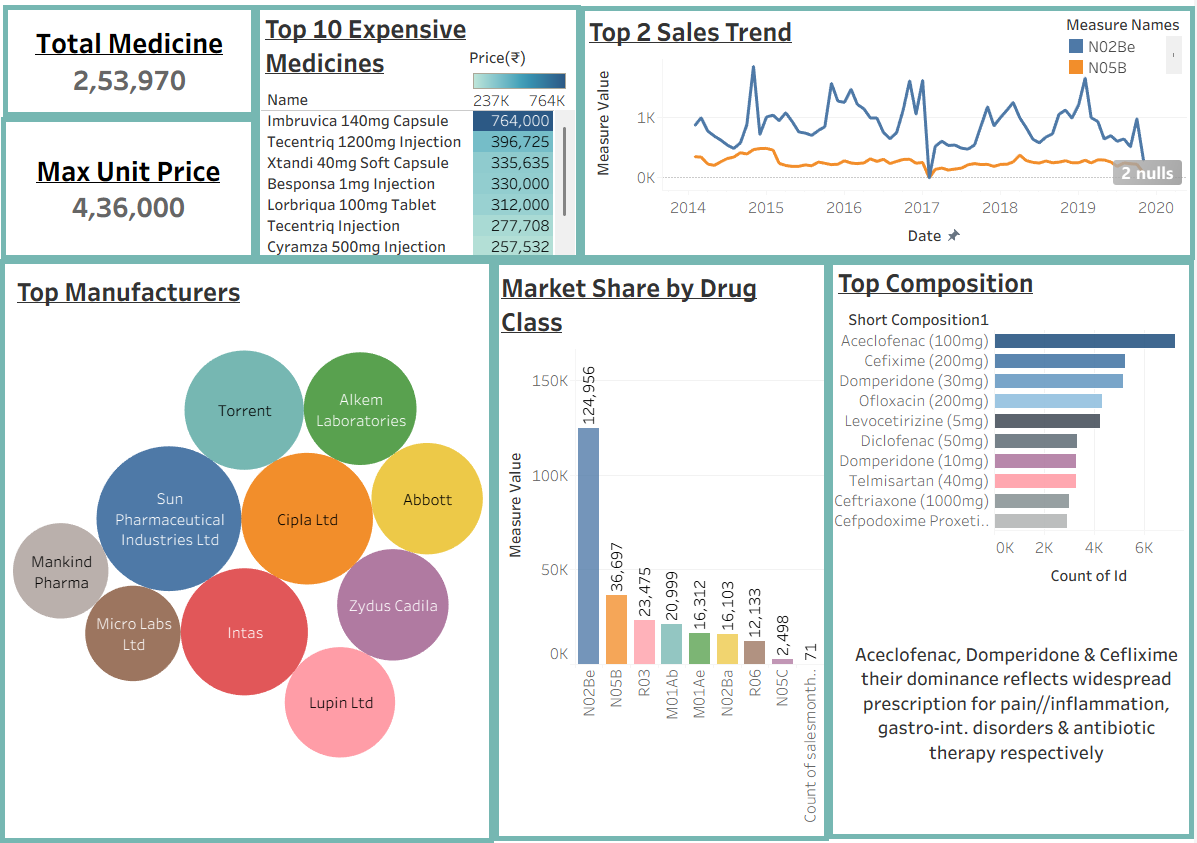 Total Medicine
2,53,970
Max Unit Price
4,36,000
Top 10 Expensive
Medicines
Price(₹)
237K 764K
Name
Imbruvica 140mg Capsule 764,000
Tecentriq 1200mg Injection 396,725
Xtandi 40mg Soft Capsule 335,635
Besponsa 1mg Injection 330,000
Lorbriqua 100mg Tablet 312,000
Tecentriq Injection 277,708
Cyramza 500mg Injection 257,532
Top 2 Sales Trend
Measure Names
N02Be
N05B
Measure Value
1K
0K
2 nulls
2014 2015 2016 2017 2018 2019 2020
Date
Top Manufacturers
Torrent
Alkem
Laboratories
Abbott
Sun
Pharmaceutical
Industries Ltd
Cipla Ltd
Mankind
Pharma
Zydus Cadila
Micro Labs
Ltd
Intas
Lupin Ltd
Market Share by Drug
Class
Measure Value
150K
100K
50K
0K
124,956
36,697
23,475
20,999
16,312
16,103
12,133
2,498
71
N02Be
N05B
R03
M01Ab
M01Ae
N02Ba
R06
N05C
Count of salesmonth..
Top Composition
Short Composition1
Aceclofenac (100mg)
Cefixime (200mg)
Domperidone (30mg)
Ofloxacin (200mg)
Levocetirizine (5mg)
Diclofenac (50mg)
Domperidone (10mg)
Telmisartan (40mg)
Ceftriaxone (1000mg)
Cefpodoxime Proxeti..
0K 2K 4K 6K
Count of Id
Aceclofenac, Domperidone & Ceflixime
their dominance reflects widespread
prescription for pain//inflammation,
gastro-int. disorders & antibiotic
therapy respectively